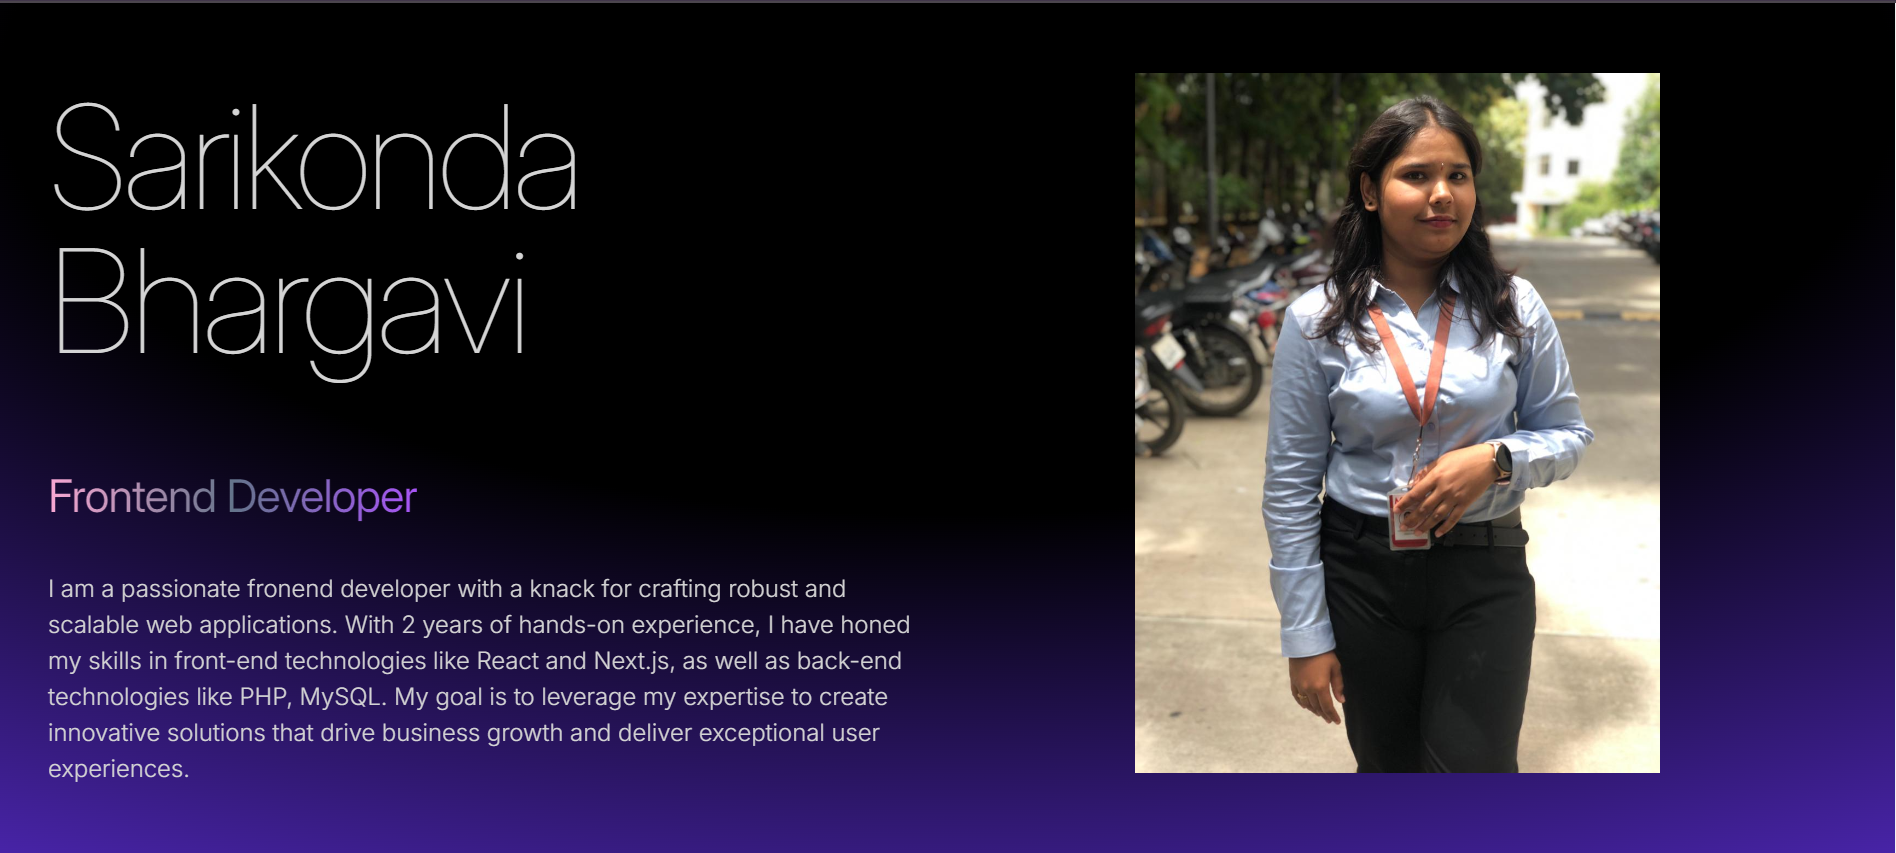 Sarikonda
Bhargavi
Frontend Developer
I am a passionate fronend developer with a knack for crafting robust and
scalable web applications. With 2 years of hands-on experience, I have honed
my skills in front-end technologies like React and Next.js, as well as back-end
technologies like PHP, MySQL. My goal is to leverage my expertise to create
innovative solutions that drive business growth and deliver exceptional user
experiences.